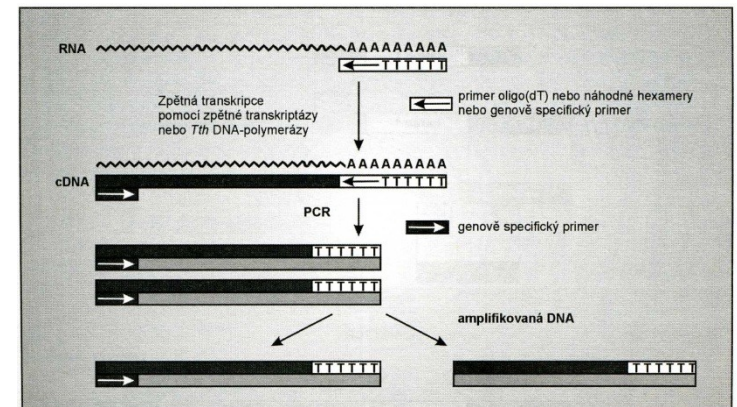 RNA
AAAAAAAAA
TTTTTT
Zpětná transkripce
pomocí zpětné transkriptázy
nebo Tth DNA-polymerázy
primer oligo(dT) nebo náhodné hexamery
nebo genově specifický primer
AAAAAAAAA
cDNA
TTTTTT
PCR
genově specifický primer
TTTTTT
TTTTTT
amplifikovaná DNA
TTTTTT
TTTTTT